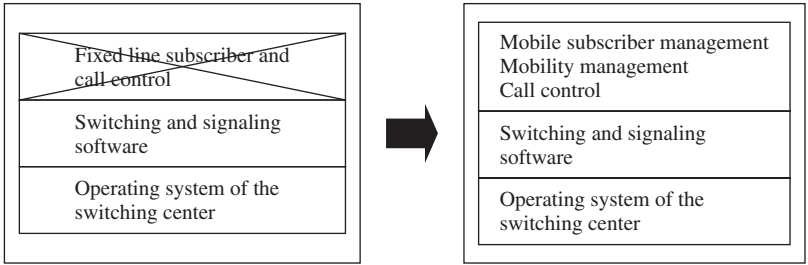 Fixed line subscriber and
call control
Switching and signaling
software
Operating system of the
switching center
Mobile subscriber management
Mobility management
Call control
Switching and signaling
software
Operating system of the
switching center